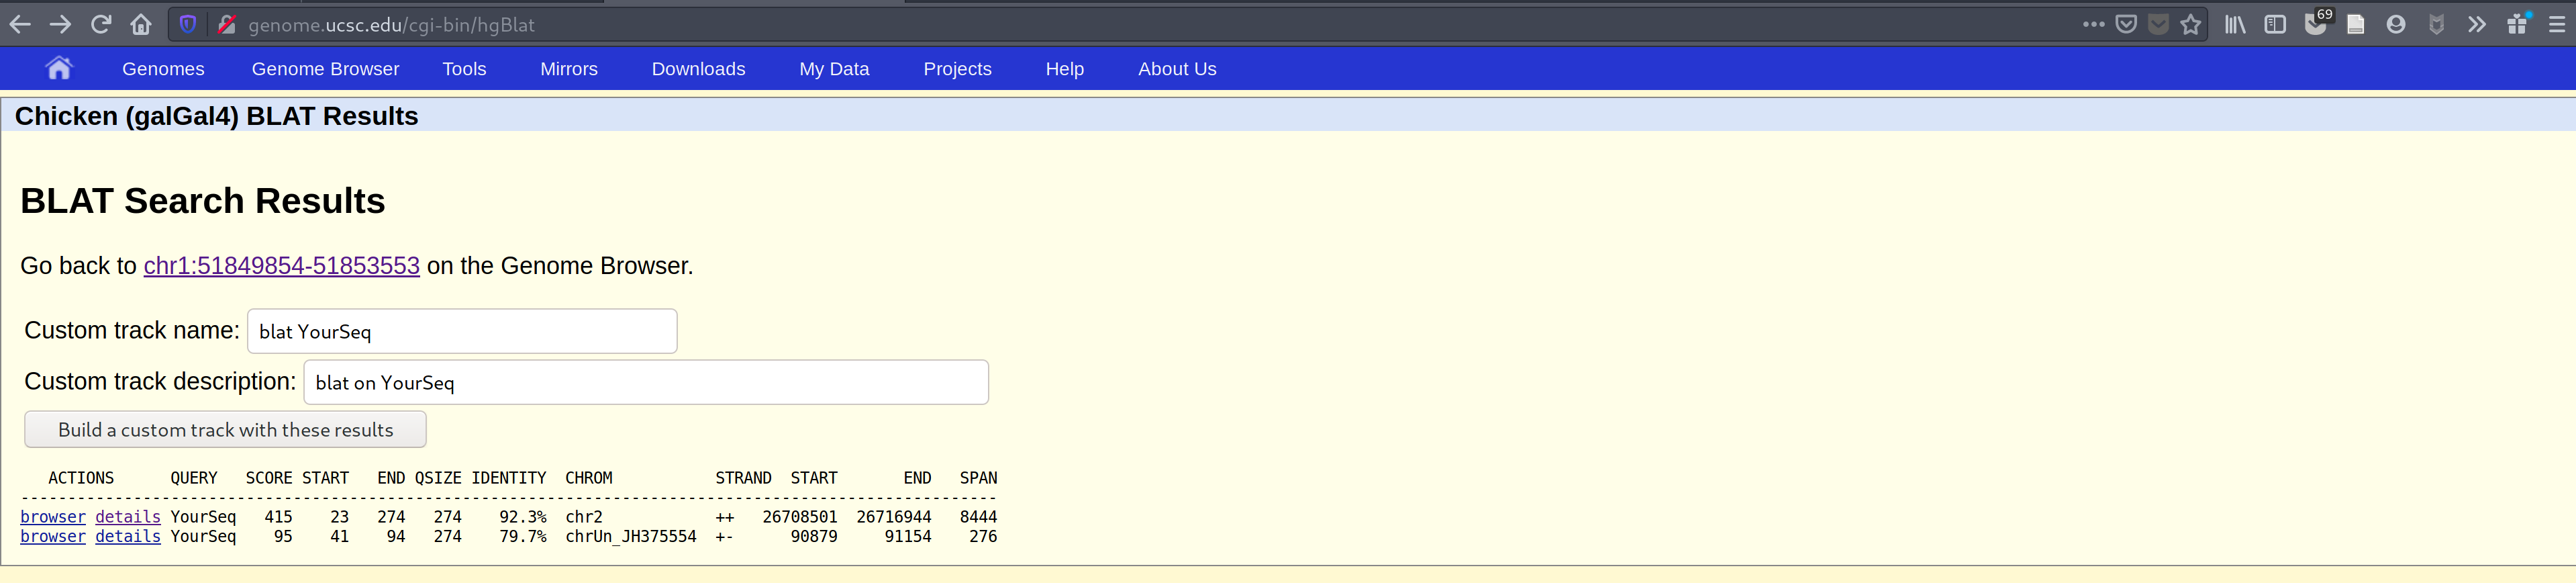 genome.ucsc.edu/cgi-bin/hgBlat
69
Genomes Genome Browser Tools Mirrors Downloads My Data Projects Help About Us
Chicken (galGal4) BLAT Results
BLAT Search Results
Go back to chr1:51849854-51853553 on the Genome Browser.
Custom track name: blat YourSeq
Custom track description: blat on YourSeq
Build a custom track with these results
ACTIONS QUERY SCORE START END QSIZE IDENTITY CHROM STRAND START END SPAN
browser details YourSeq 415 23 274 274 92.3% chr2 ++ 26708501 26716944 8444
browser details YourSeq 95 41 94 274 79.7% chrUn_JH375554 +- 90879 91154 276